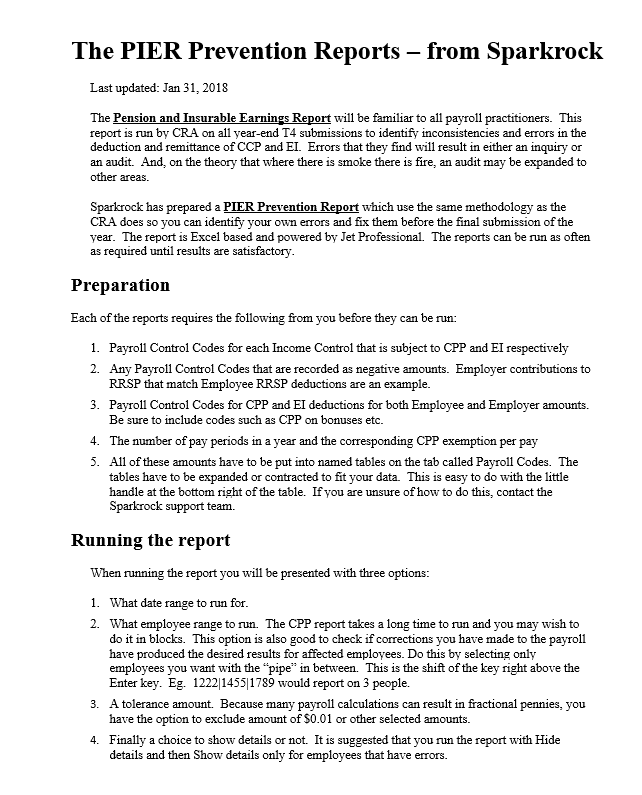 The PIER Prevention Reports – from Sparkrock
Last updated: Jan 31, 2018
The Pension and Insurable Earnings Report will be familiar to all payroll practitioners. This
report is run by CRA on all year-end T4 submissions to identify inconsistencies and errors in the
deduction and remittance of CCP and EI. Errors that they find will result in either an inquiry or
an audit. And, on the theory that where there is smoke there is fire, an audit may be expanded to
other areas.
Sparkrock has prepared a PIER Prevention Report which use the same methodology as the
CRA does so you can identify your own errors and fix them before the final submission of the
year. The report is Excel based and powered by Jet Professional. The reports can be run as often
as required until results are satisfactory.
Preparation
Each of the reports requires the following from you before they can be run:
1. Payroll Control Codes for each Income Control that is subject to CPP and EI respectively
2. Any Payroll Control Codes that are recorded as negative amounts. Employer contributions to
RRSP that match Employee RRSP deductions are an example.
3. Payroll Control Codes for CPP and EI deductions for both Employee and Employer amounts.
Be sure to include codes such as CPP on bonuses etc.
4. The number of pay periods in a year and the corresponding CPP exemption per pay
5. All of these amounts have to be put into named tables on the tab called Payroll Codes. The
tables have to be expanded or contracted to fit your data. This is easy to do with the little
handle at the bottom right of the table. If you are unsure of how to do this, contact the
Sparkrock support team.
Running the report
When running the report you will be presented with three options:
1. What date range to run for.
2. What employee range to run. The CPP report takes a long time to run and you may wish to
do it in blocks. This option is also good to check if corrections you have made to the payroll
have produced the desired results for affected employees. Do this by selecting only
employees you want with the “pipe” in between. This is the shift of the key right above the
Enter key. Eg. 1222|1455|1789 would report on 3 people.
3. A tolerance amount. Because many payroll calculations can result in fractional pennies, you
have the option to exclude amount of $0.01 or other selected amounts.
4. Finally a choice to show details or not. It is suggested that you run the report with Hide
details and then Show details only for employees that have errors.